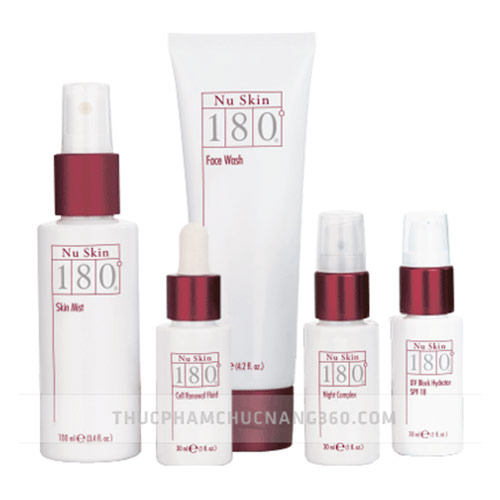 Nu Skin
180°
Face Wash
℮ (4.2 fl. oz.)
Nu Skin
180°
Skin Mist
100 ml ℮ (3.4 fl. oz.)
Nu Skin
180°
Cell Renewal Fluid
30 ml ℮ (1 fl. oz.)
Nu Skin
180°
Night Complex
30 ml ℮ (1 fl. oz.)
Nu Skin
180°
UV Block Hydrator
SPF 18
30 ml ℮ (1 fl. oz.)
THUCPHAMCHUCNANG360.COM